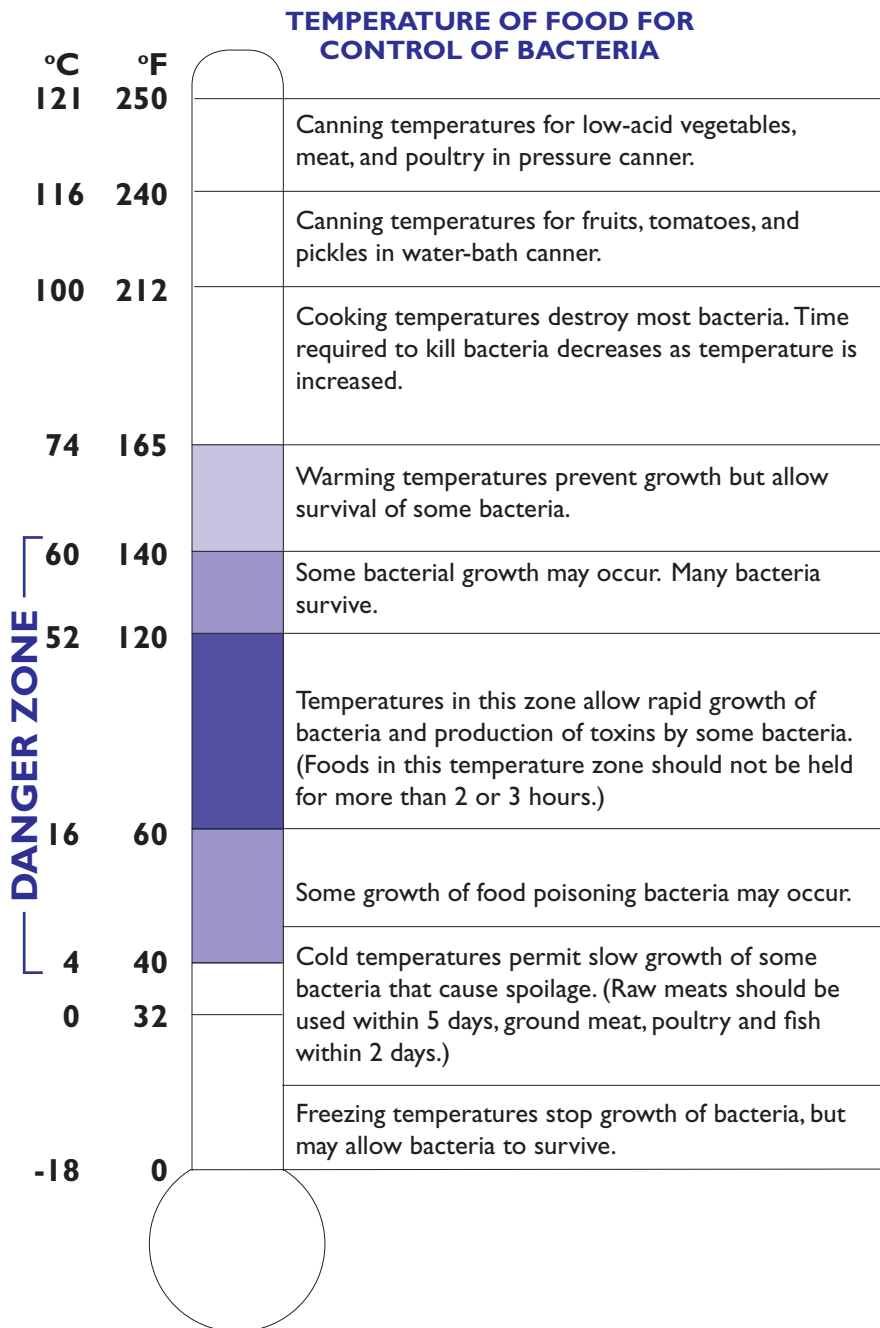 TEMPERATURE OF FOOD FOR
CONTROL OF BACTERIA
ºC ºF
121 250
Canning temperatures for low-acid vegetables,
meat, and poultry in pressure canner.
116 240
Canning temperatures for fruits, tomatoes, and
pickles in water-bath canner.
100 212
Cooking temperatures destroy most bacteria. Time
required to kill bacteria decreases as temperature is
increased.
74 165
Warming temperatures prevent growth but allow
survival of some bacteria.
DANGER ZONE
60 140
Some bacterial growth may occur. Many bacteria
survive.
52 120
Temperatures in this zone allow rapid growth of
bacteria and production of toxins by some bacteria.
(Foods in this temperature zone should not be held
for more than 2 or 3 hours.)
16 60
Some growth of food poisoning bacteria may occur.
4 40
Cold temperatures permit slow growth of some
bacteria that cause spoilage. (Raw meats should be
used within 5 days, ground meat, poultry and fish
within 2 days.)
0 32
Freezing temperatures stop growth of bacteria, but
may allow bacteria to survive.
-18 0